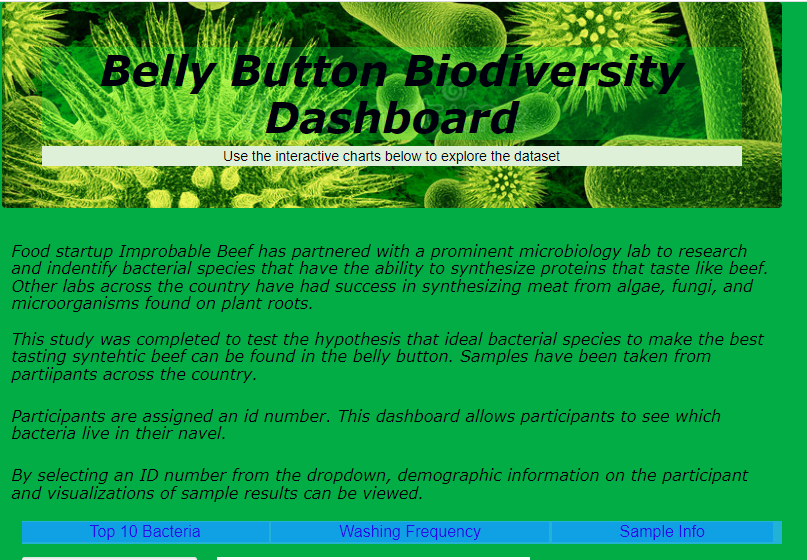 Belly Button Biodiversity
Dashboard
Use the interactive charts below to explore the dataset
Food startup Improbable Beef has partnered with a prominent microbiology lab to research
and indentify bacterial species that have the ability to synthesize proteins that taste like beef.
Other labs across the country have had success in synthesizing meat from algae, fungi, and
microorganisms found on plant roots.
This study was completed to test the hypothesis that ideal bacterial species to make the best
tasting syntehtic beef can be found in the belly button. Samples have been taken from
partiipants across the country.
Participants are assigned an id number. This dashboard allows participants to see which
bacteria live in their navel.
By selecting an ID number from the dropdown, demographic information on the participant
and visualizations of sample results can be viewed.
Top 10 Bacteria Washing Frequency Sample Info